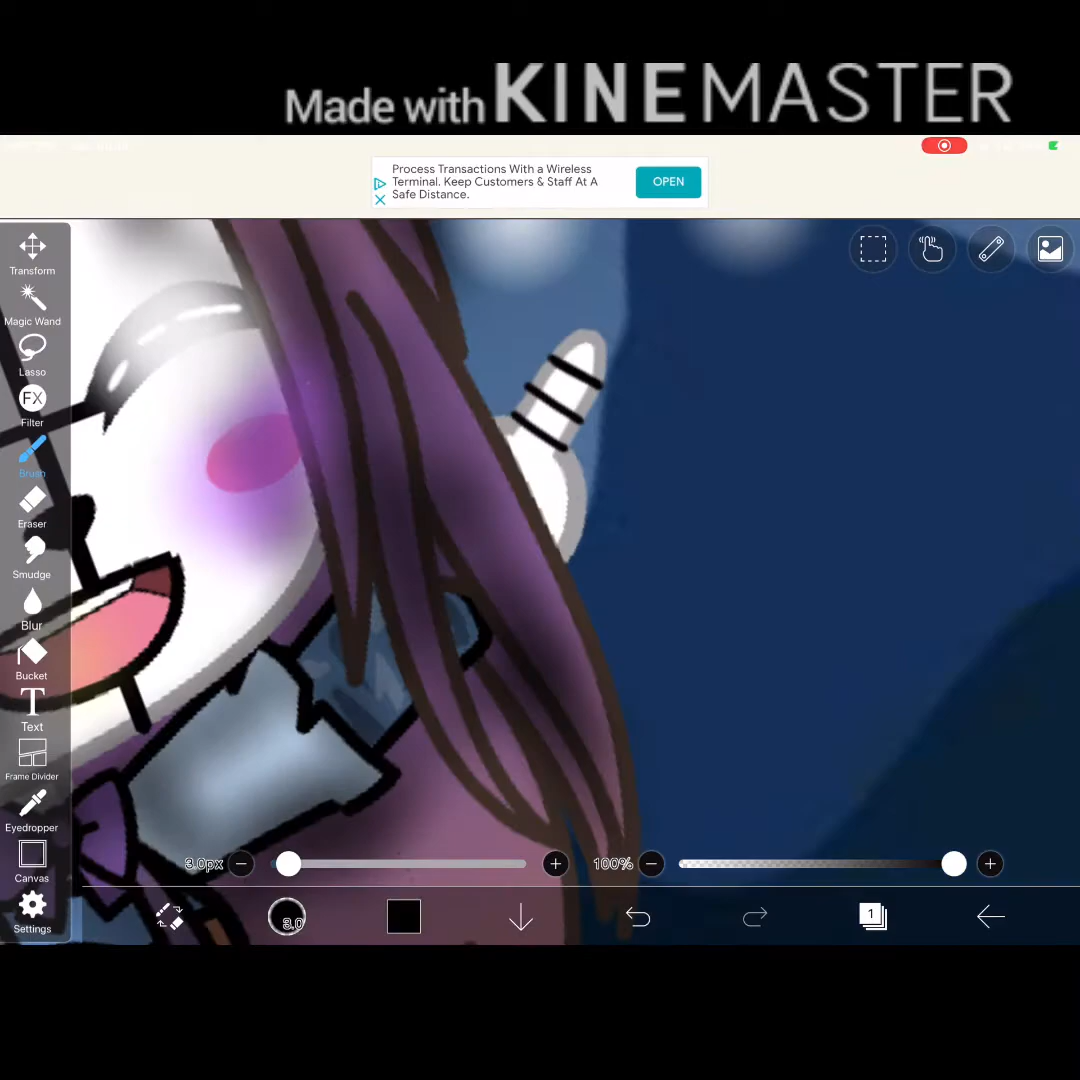 Made with KINEMASTER
Process Transactions With a Wireless
Terminal. Keep Customers & Staff At A
Safe Distance.
OPEN
Transform
Magic Wand
Lasso
FX
Filter
Brush
Eraser
Smudge
Blur
Bucket
T
Text
Frame Divider
Eyedropper
Canvas
Settings
3.0px
100%
3.0
1